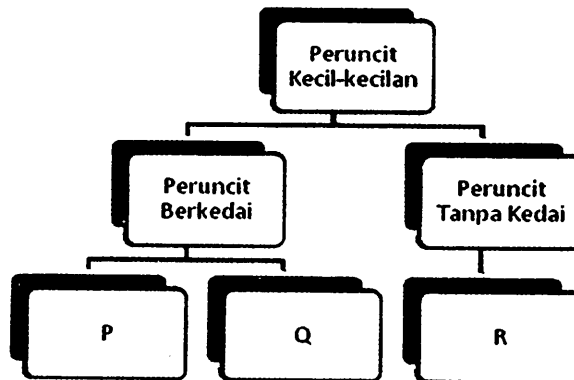 Peruncit
Kecil-kecilan
Peruncit
Berkedai
Peruncit
Tanpa Kedai
P
Q
R